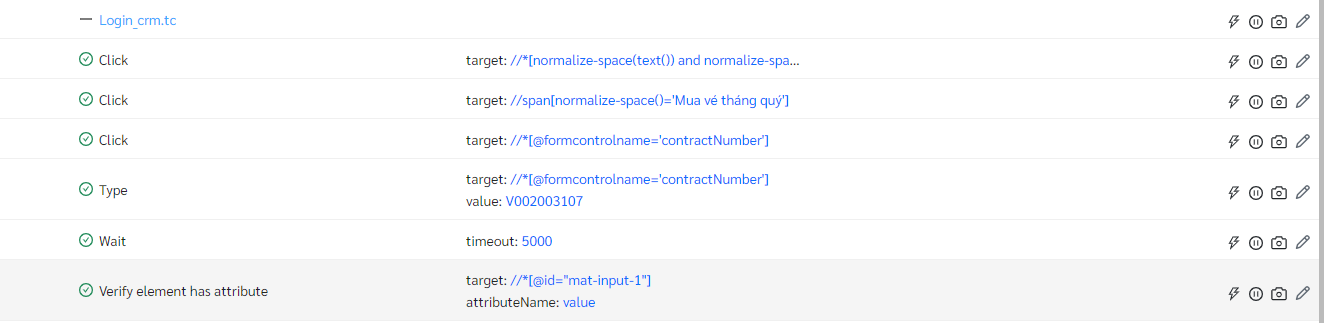 Login_crm.tc
Click target: //*[normalize-space(text()) and normalize-spa...
Click target: //span[normalize-space()='Mua vé tháng quý']
Click target: //*[@formcontrolname='contractNumber']
Type target: //*[@formcontrolname='contractNumber']
value: V002003107
Wait timeout: 5000
Verify element has attribute target: //*[@id="mat-input-1"]
attributeName: value